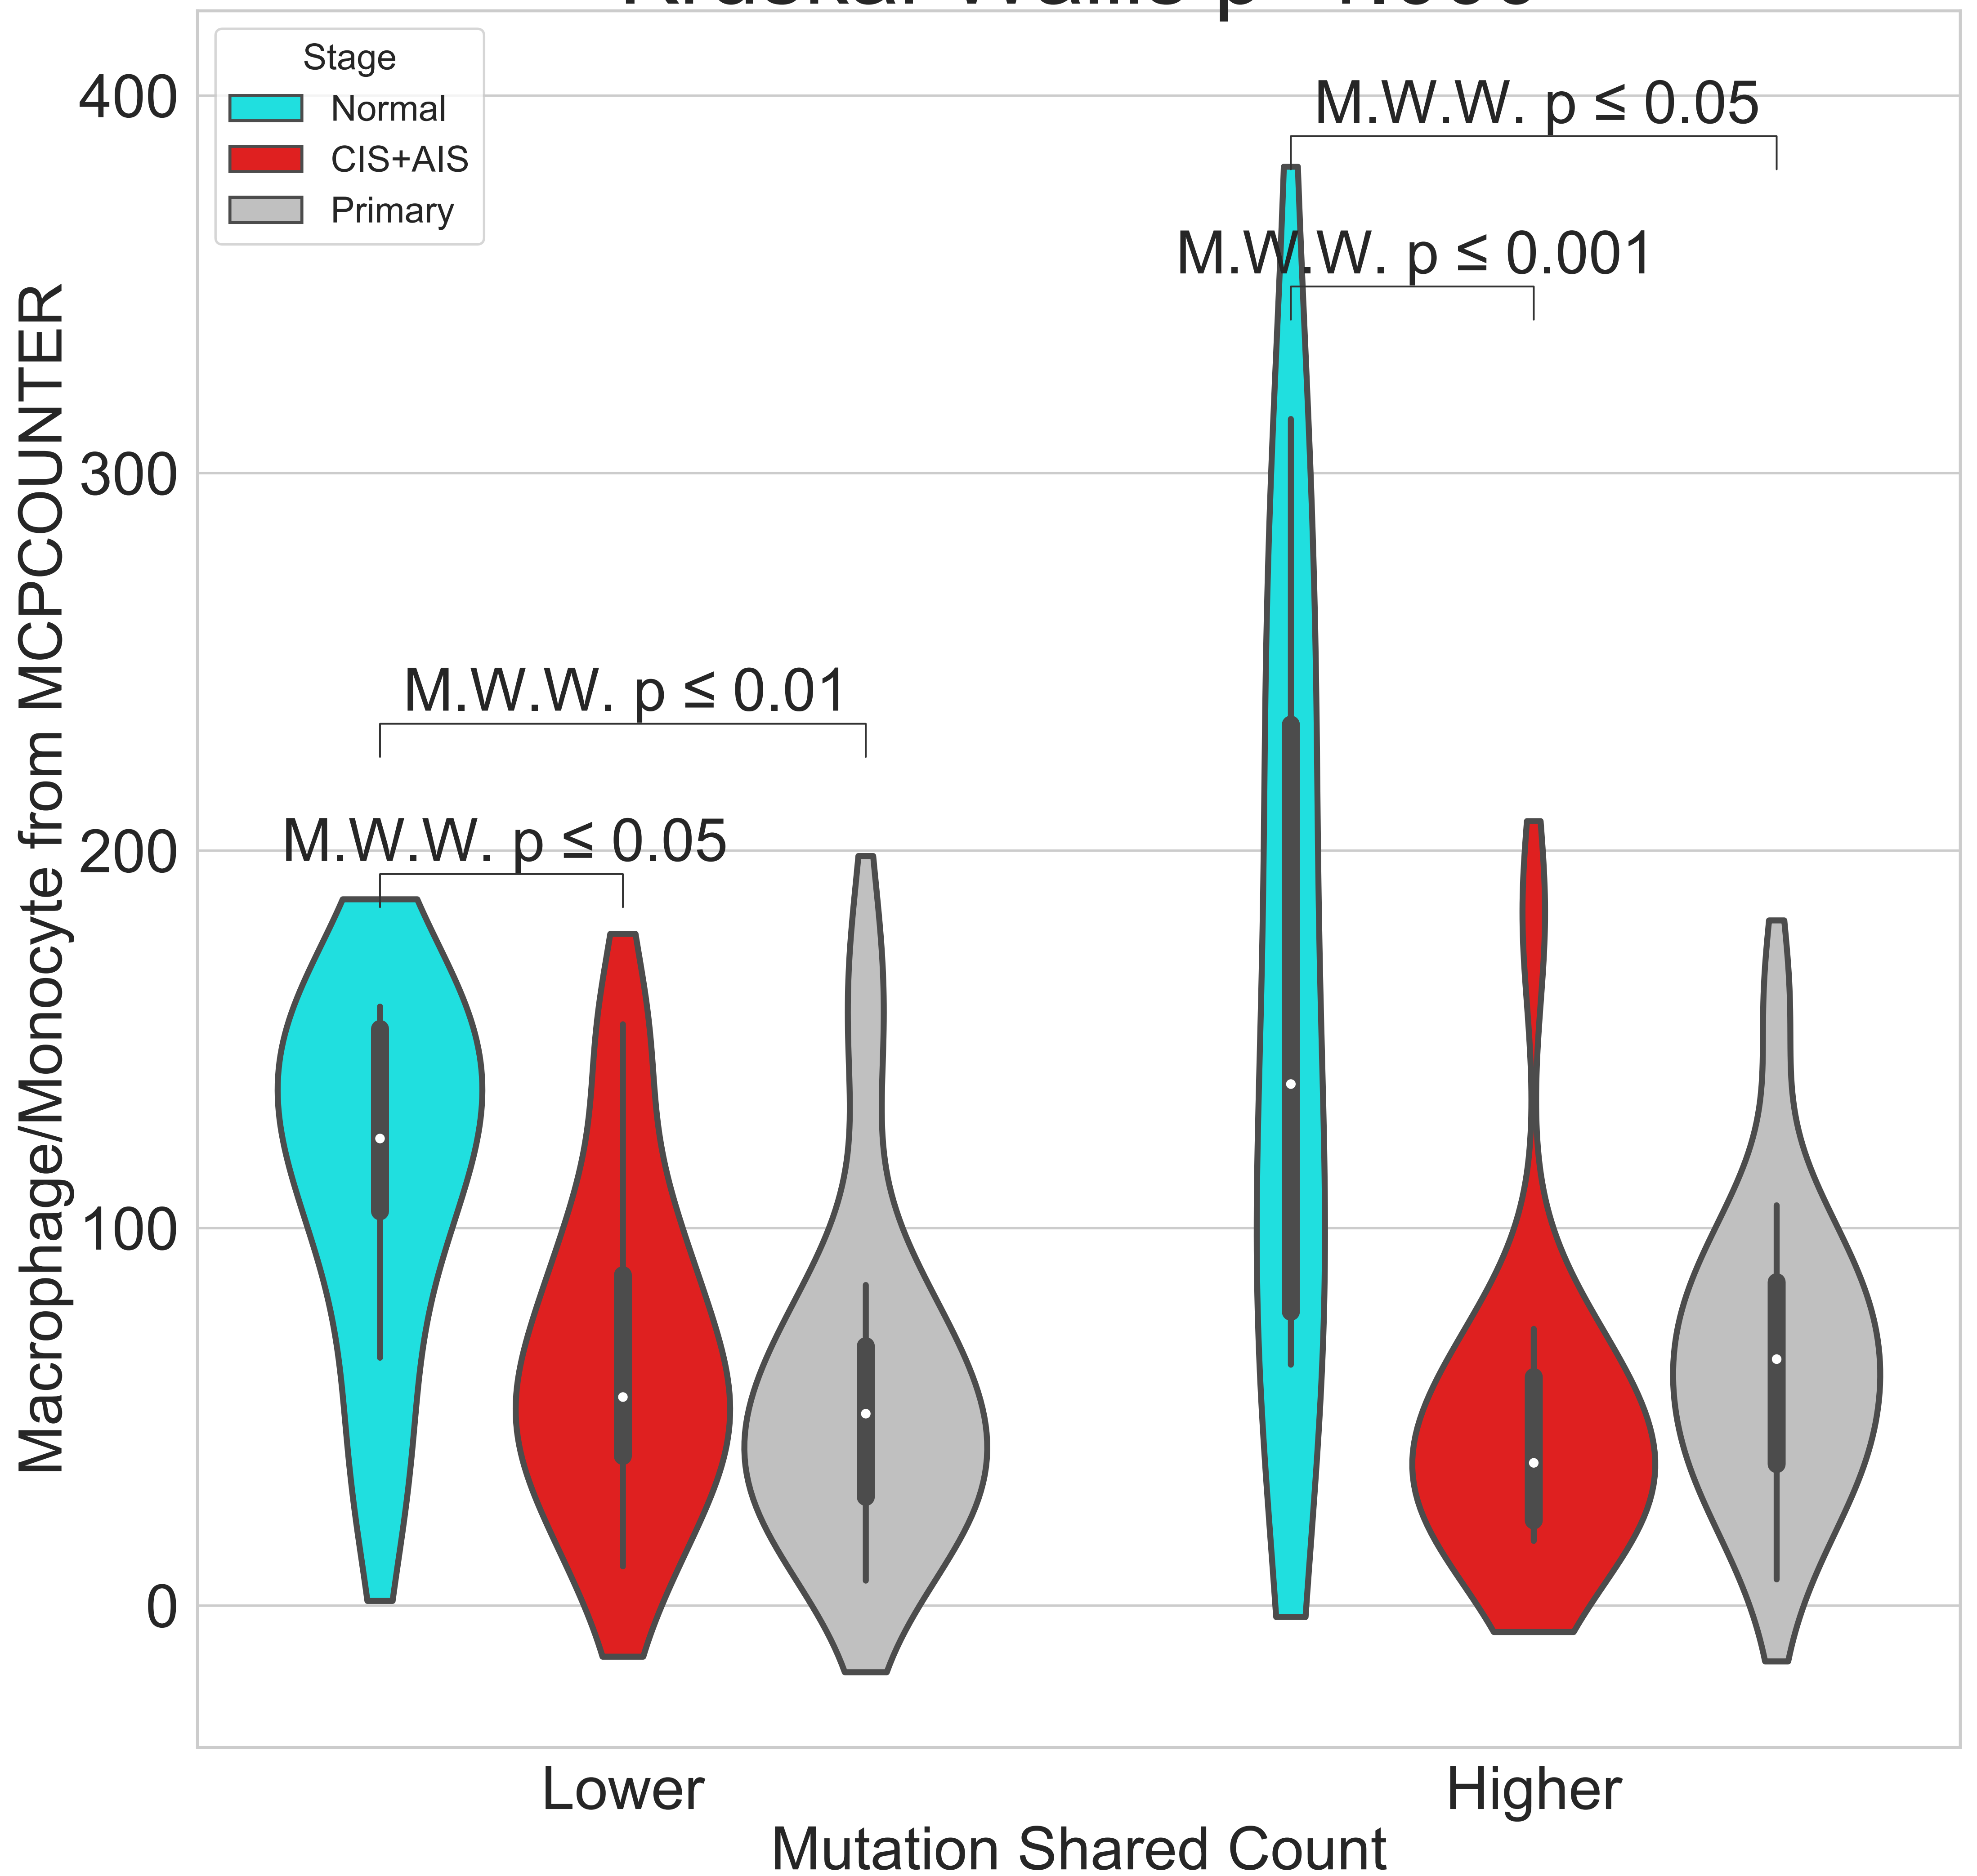 Stage
Normal
CIS+AIS
Primary
400
300
200
100
0
Macrophage/Monocyte from MCPCOUNTER
M.W.W. p ≤ 0.05
M.W.W. p ≤ 0.001
M.W.W. p ≤ 0.01
M.W.W. p ≤ 0.05
Lower
Higher
Mutation Shared Count